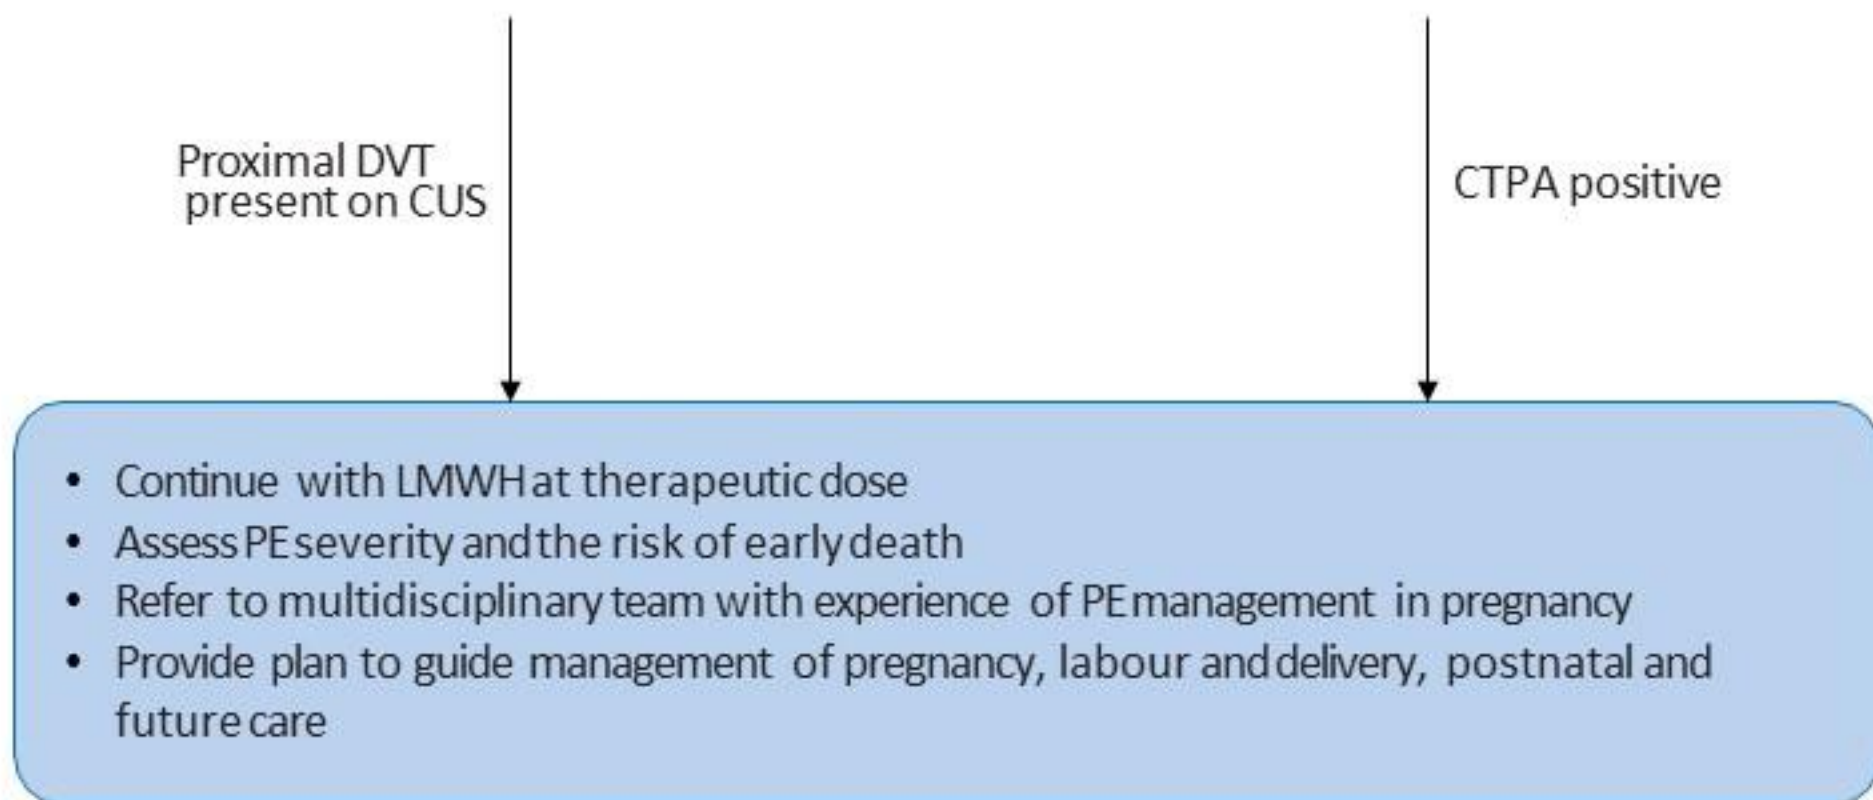 Proximal DVT
present on CUS
CTPA positive
• Continue with LMWH at therapeutic dose
• Assess PE severity and the risk of early death
• Refer to multidisciplinary team with experience of PE management in pregnancy
• Provide plan to guide management of pregnancy, labour and delivery, postnatal and
future care